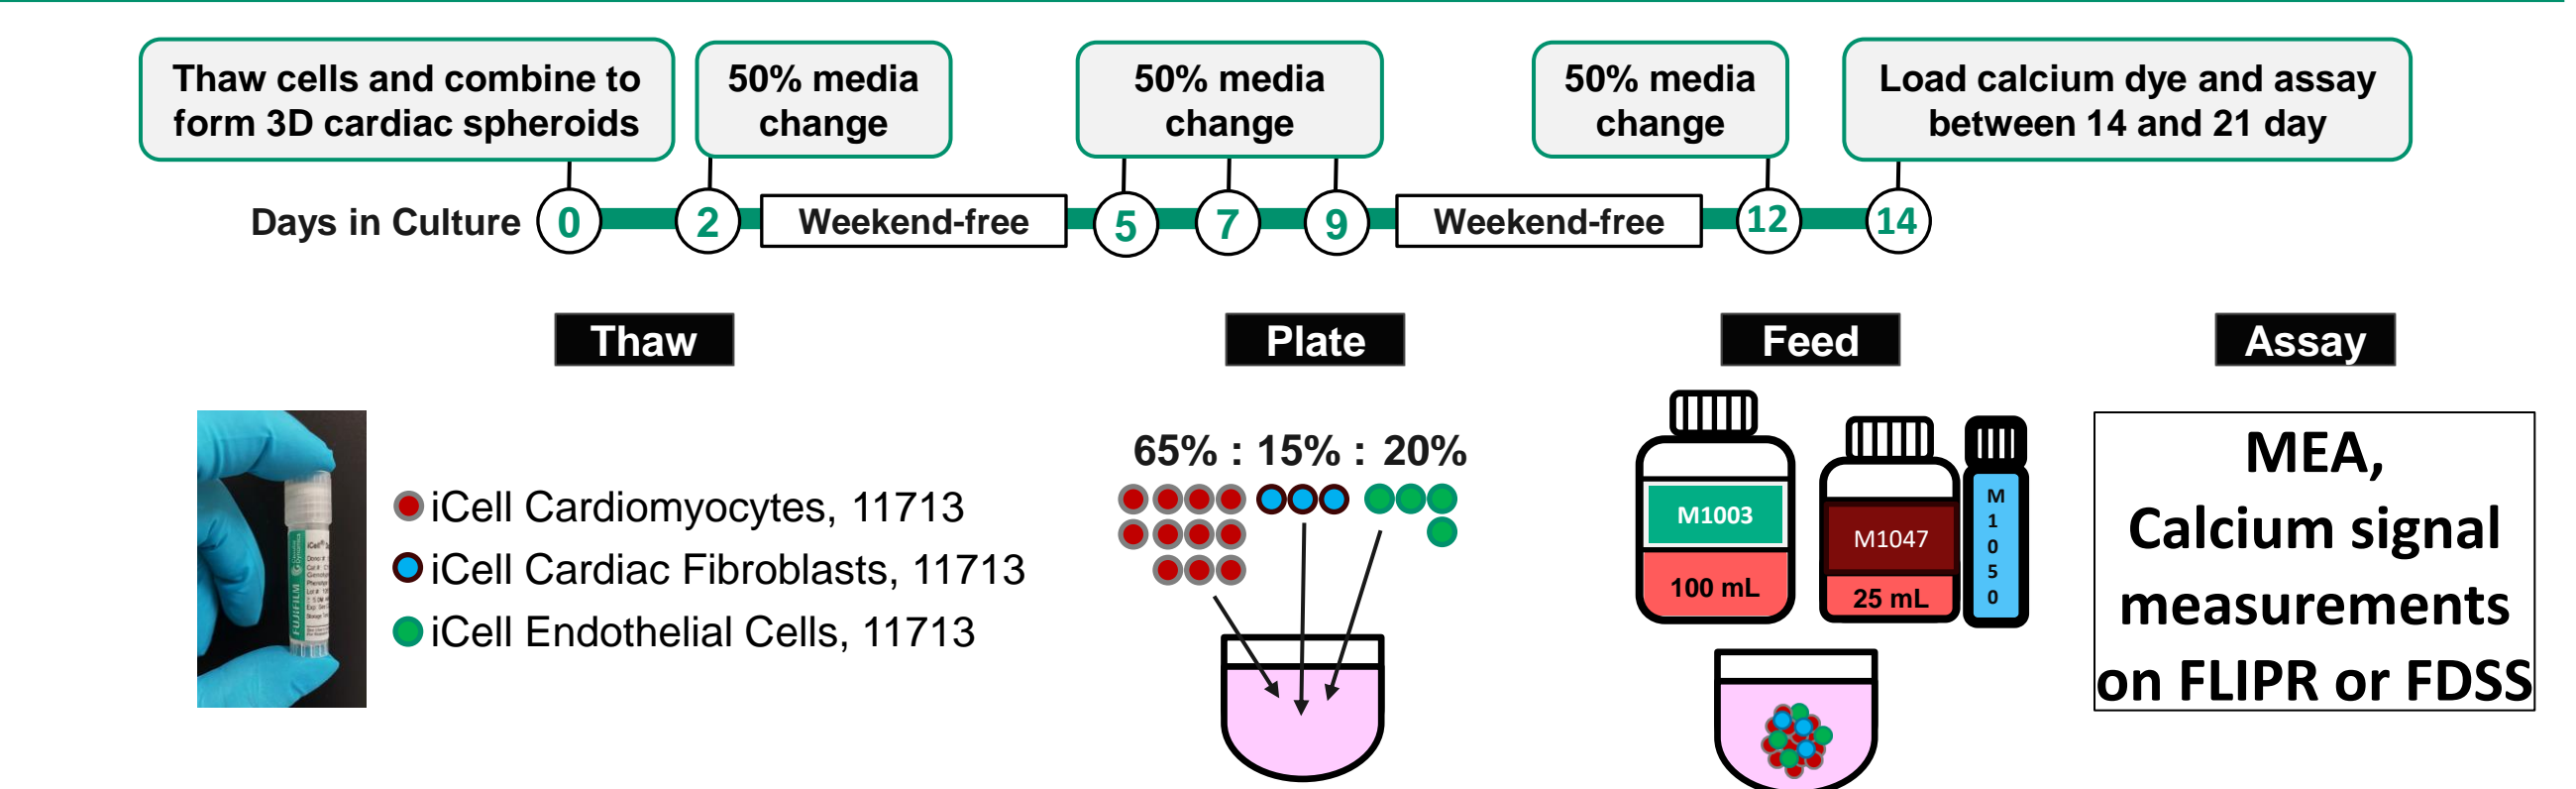 Thaw cells and combine to
form 3D cardiac spheroids
50% media
change
50% media
change
50% media
change
Load calcium dye and assay
between 14 and 21 day
Days in Culture 0 2 Weekend-free 5 7 9 Weekend-free 12 14
Thaw
Plate
Feed
Assay
FUJIFILM
iCell Cardiomyocytes, 11713
iCell Cardiac Fibroblasts, 11713
iCell Endothelial Cells, 11713
65% : 15% : 20%
M1003
100 mL
M1047
25 mL
M
1
0
5
0
MEA,
Calcium signal
measurements
on FLIPR or FDSS